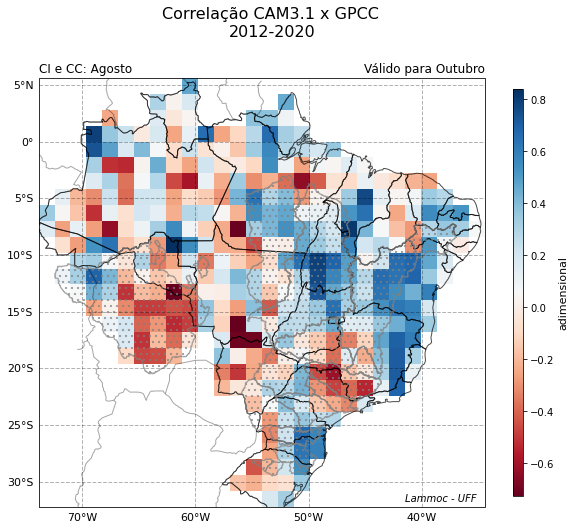 Correlação CAM3.1 x GPCC
2012-2020
CI e CC: Agosto
Válido para Outubro
5°N
0°
5°S
10°S
15°S
20°S
25°S
30°S
70°W
60°W
50°W
40°W
Lammoc - UFF
0.8
0.6
0.4
0.2
0.0
−0.2
−0.4
−0.6
adimensional